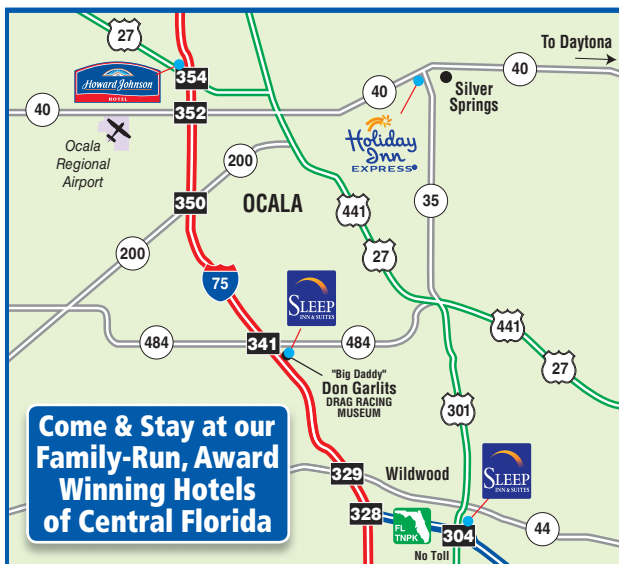 27
To Daytona
354
Howard Johnson
HOTEL
40
40
40
Silver
Springs
352
40
Ocala
Regional
Airport
Holiday
Inn
EXPRESS®
200
350
OCALA
441
35
200
27
75
SLEEP
INN & SUITES
441
484
341
484
27
"Big Daddy"
Don Garlits
DRAG RACING
MUSEUM
301
Come & Stay at our
Family-Run, Award
Winning Hotels
of Central Florida
329
Wildwood
SLEEP
INN & SUITES
328
FL
TNPK
304
44
No Toll